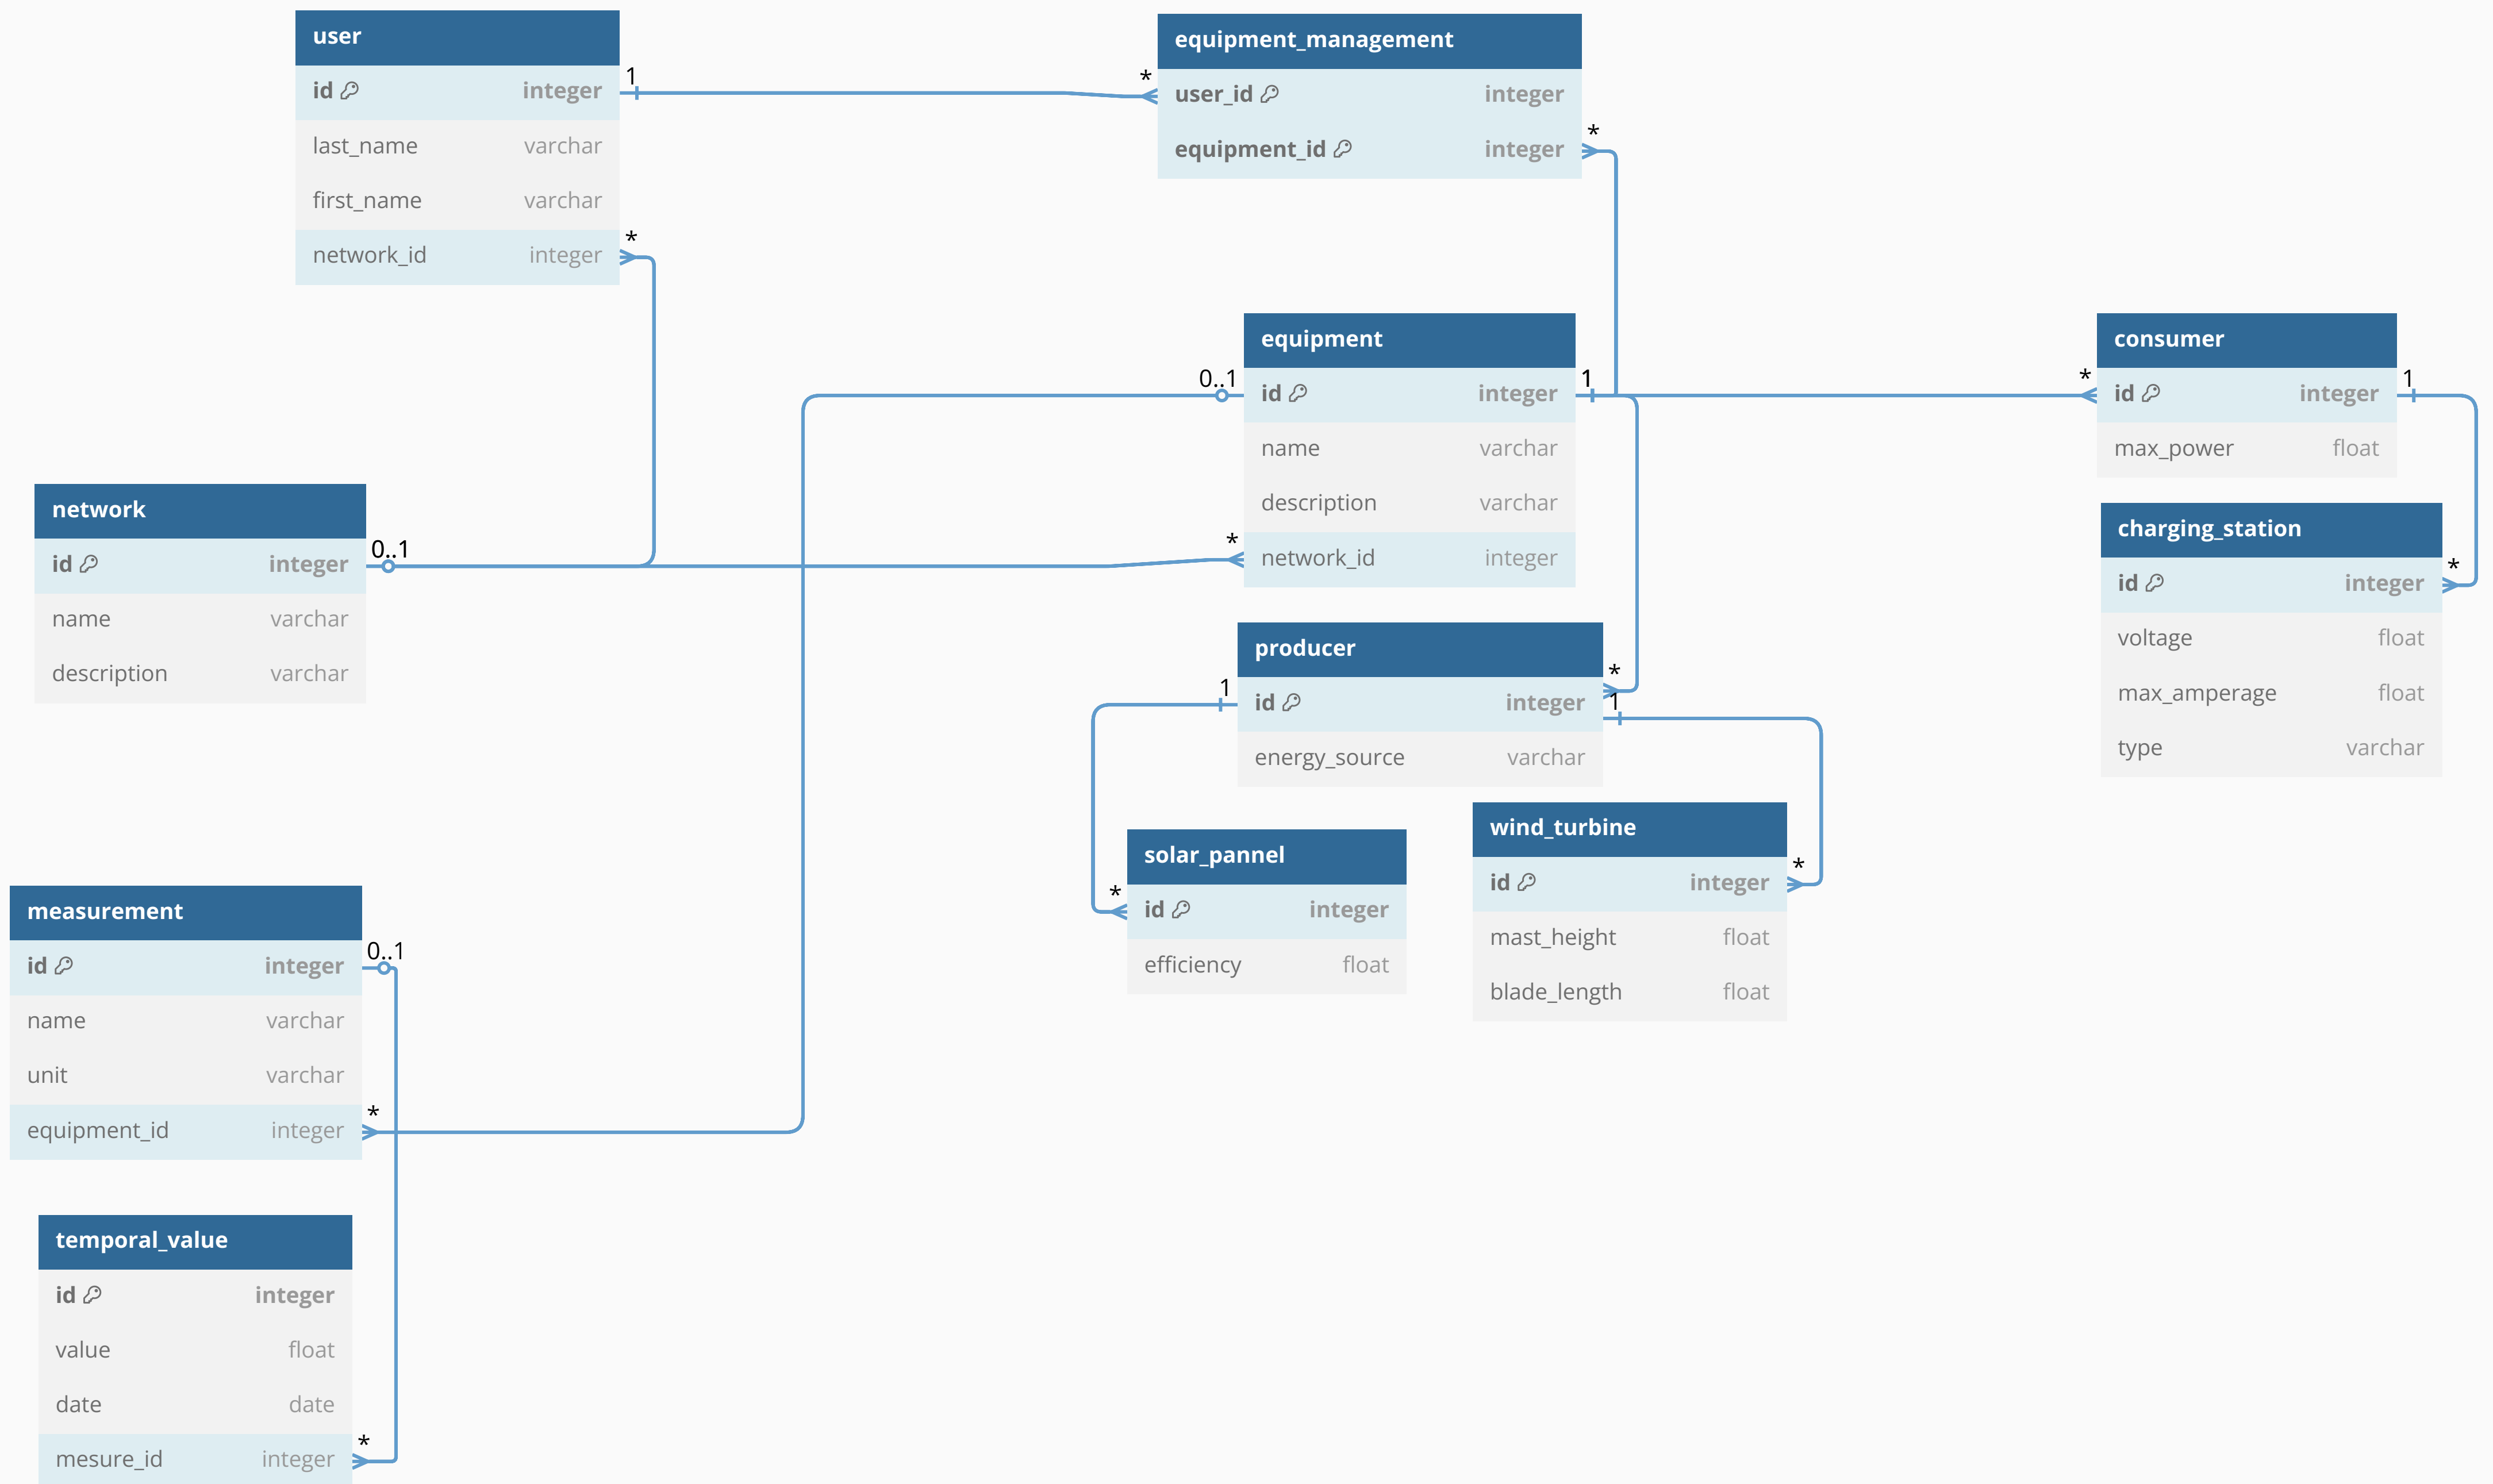 user
id integer
last_name varchar
first_name varchar
network_id integer
1
*
equipment_management
user_id integer
equipment_id integer
*
*
equipment
id integer
name varchar
description varchar
network_id integer
0..1
1
*
consumer
id integer
max_power float
*
1
charging_station
id integer
voltage float
max_amperage float
type varchar
*
network
id integer
name varchar
description varchar
0..1
producer
id integer
energy_source varchar
1
*
1
solar_pannel
id integer
efficiency float
*
wind_turbine
id integer
mast_height float
blade_length float
*
measurement
id integer
name varchar
unit varchar
equipment_id integer
0..1
*
temporal_value
id integer
value float
date date
mesure_id integer
*